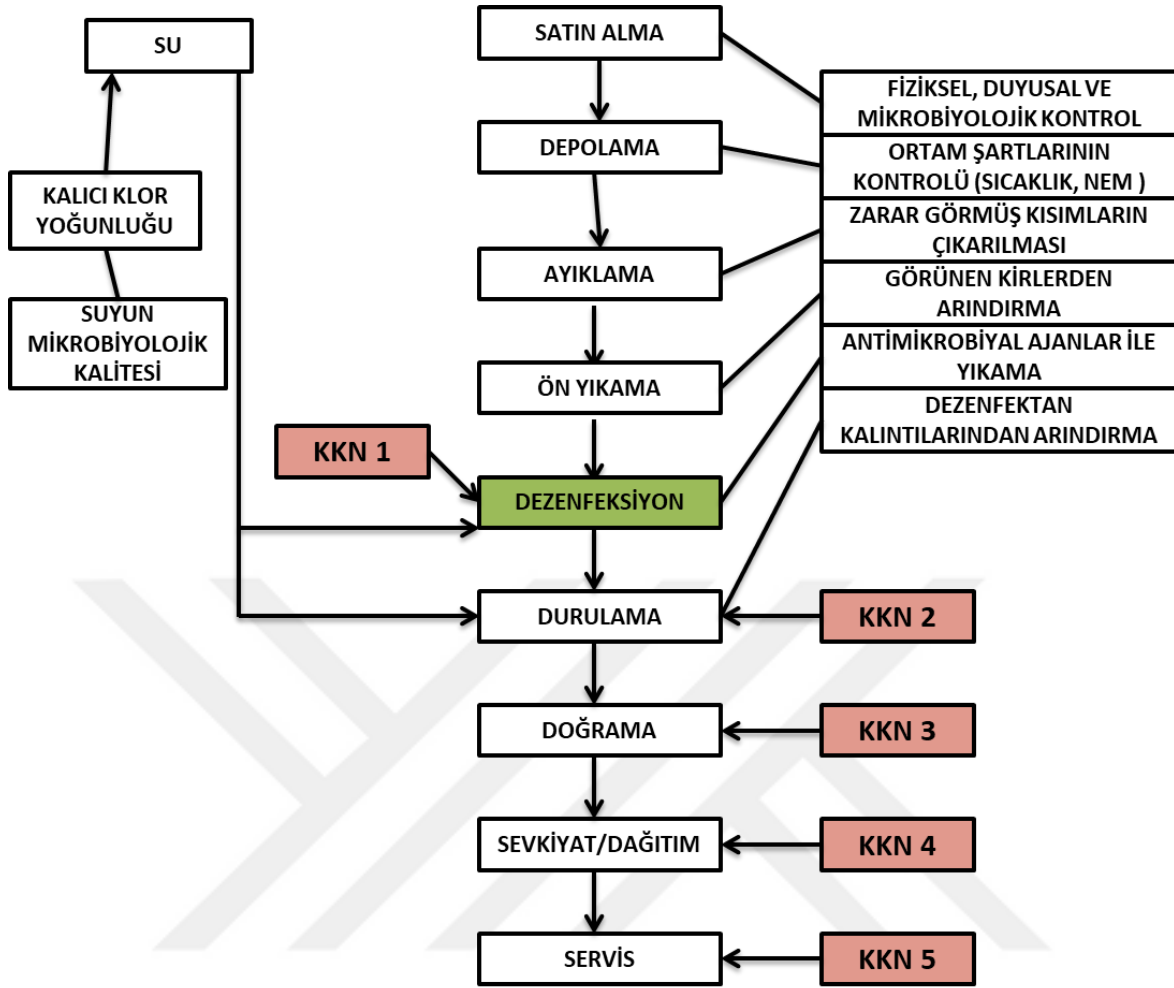 SU
KALICI KLOR
YOĞUNLUĞU
SUYUN
MİKROBİYOLOJİK
KALİTESİ
SATIN ALMA
DEPOLAMA
AYIKLAMA
ÖN YIKAMA
KKN 1
DEZENFEKSİYON
DURULAMA
DOĞRAMA
SEVKİYAT/DAĞITIM
SERVİS
FİZİKSEL, DUYUSAL VE
MİKROBİYOLOJİK KONTROL
ORTAM ŞARTLARININ
KONTROLÜ (SICAKLIK, NEM )
ZARAR GÖRMÜŞ KISIMLARIN
ÇIKARILMASI
GÖRÜNEN KİRLERDEN
ARINDIRMA
ANTİMİKROBİYAL AJANLAR İLE
YIKAMA
DEZENFEKTAN
KALINTILARINDAN ARINDIRMA
KKN 2
KKN 3
KKN 4
KKN 5